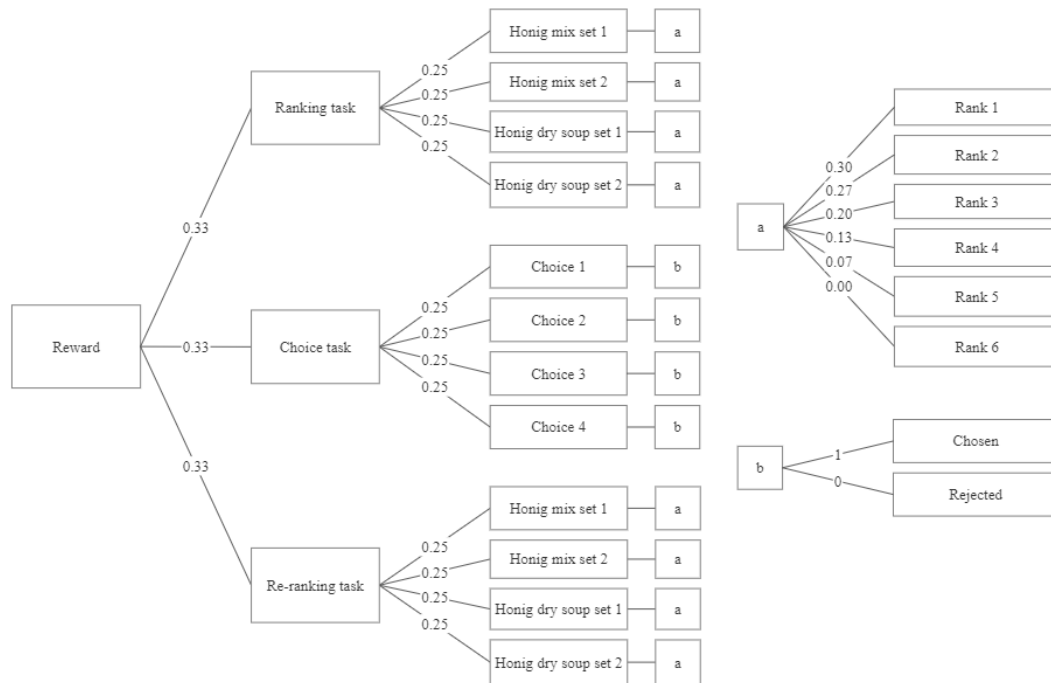 Reward
0.33
0.33
0.33
Ranking task
0.25
0.25
0.25
0.25
Honig mix set 1
a
Honig mix set 2
a
Honig dry soup set 1
a
Honig dry soup set 2
a
Choice task
0.25
0.25
0.25
0.25
Choice 1
b
Choice 2
b
Choice 3
b
Choice 4
b
Re-ranking task
0.25
0.25
0.25
0.25
Honig mix set 1
a
Honig mix set 2
a
Honig dry soup set 1
a
Honig dry soup set 2
a
a
0.30
0.27
0.20
0.13
0.07
0.00
Rank 1
Rank 2
Rank 3
Rank 4
Rank 5
Rank 6
b
1
0
Chosen
Rejected